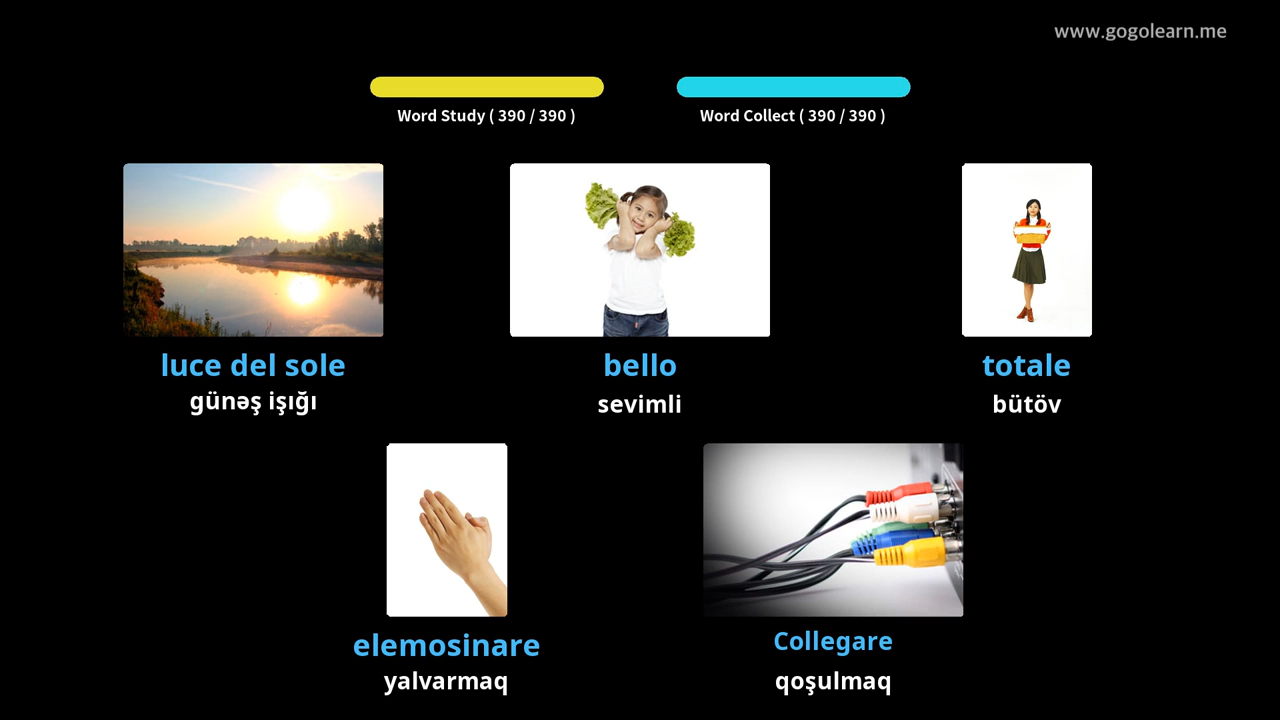 www.gogolearn.me
Word Study ( 390 / 390 )
Word Collect ( 390 / 390 )
luce del sole
günəş işığı
bello
sevimli
totale
bütöv
elemosinare
yalvarmaq
Collegare
qoşulmaq